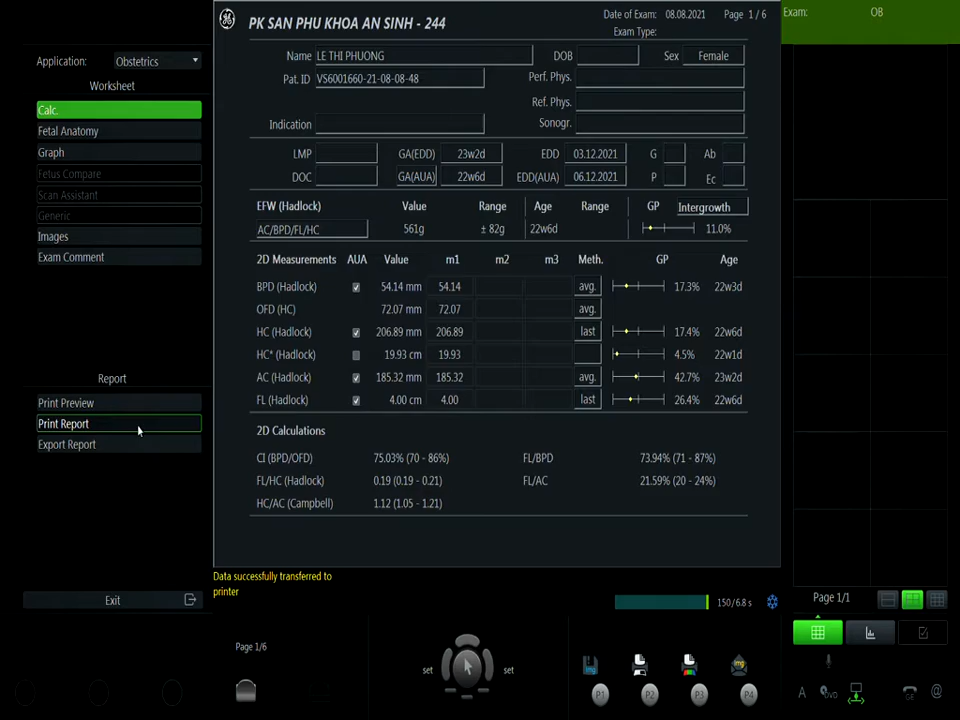 PK SAN PHU KHOA AN SINH - 244
Date of Exam: 08.08.2021 Page 1 / 6
Exam Type:
Exam: OB
Application: Obstetrics
Worksheet
Calc.
Fetal Anatomy
Graph
Fetus Compare
Scan Assistant
Generic
Images
Exam Comment
Report
Print Preview
Print Report
Export Report
Exit
Name LE THI PHUONG DOB Sex Female
Pat. ID VS6001660-21-08-08-48 Perf. Phys.
Ref. Phys.
Indication Sonogr.
LMP GA(EDD) 23w2d EDD 03.12.2021 G Ab
DOC GA(AUA) 22w6d EDD(AUA) 06.12.2021 P Ec
EFW (Hadlock) Value Range Age Range GP Intergrowth
AC/BPD/FL/HC 561g ± 82g 22w6d 11.0%
2D Measurements AUA Value m1 m2 m3 Meth. GP Age
BPD (Hadlock) 54.14 mm 54.14 avg. 17.3% 22w3d
OFD (HC) 72.07 mm 72.07 avg.
HC (Hadlock) 206.89 mm 206.89 last 17.4% 22w6d
HC* (Hadlock) 19.93 cm 19.93 4.5% 22w1d
AC (Hadlock) 185.32 mm 185.32 avg. 42.7% 23w2d
FL (Hadlock) 4.00 cm 4.00 last 26.4% 22w6d
2D Calculations
CI (BPD/OFD) 75.03% (70 - 86%) FL/BPD 73.94% (71 - 87%)
FL/HC (Hadlock) 0.19 (0.19 - 0.21) FL/AC 21.59% (20 - 24%)
HC/AC (Campbell) 1.12 (1.05 - 1.21)
Data successfully transferred to
printer
150/6.8 s
Page 1/1
Page 1/6
set set
img
P1 P2 P3 P4
A DVD GE @